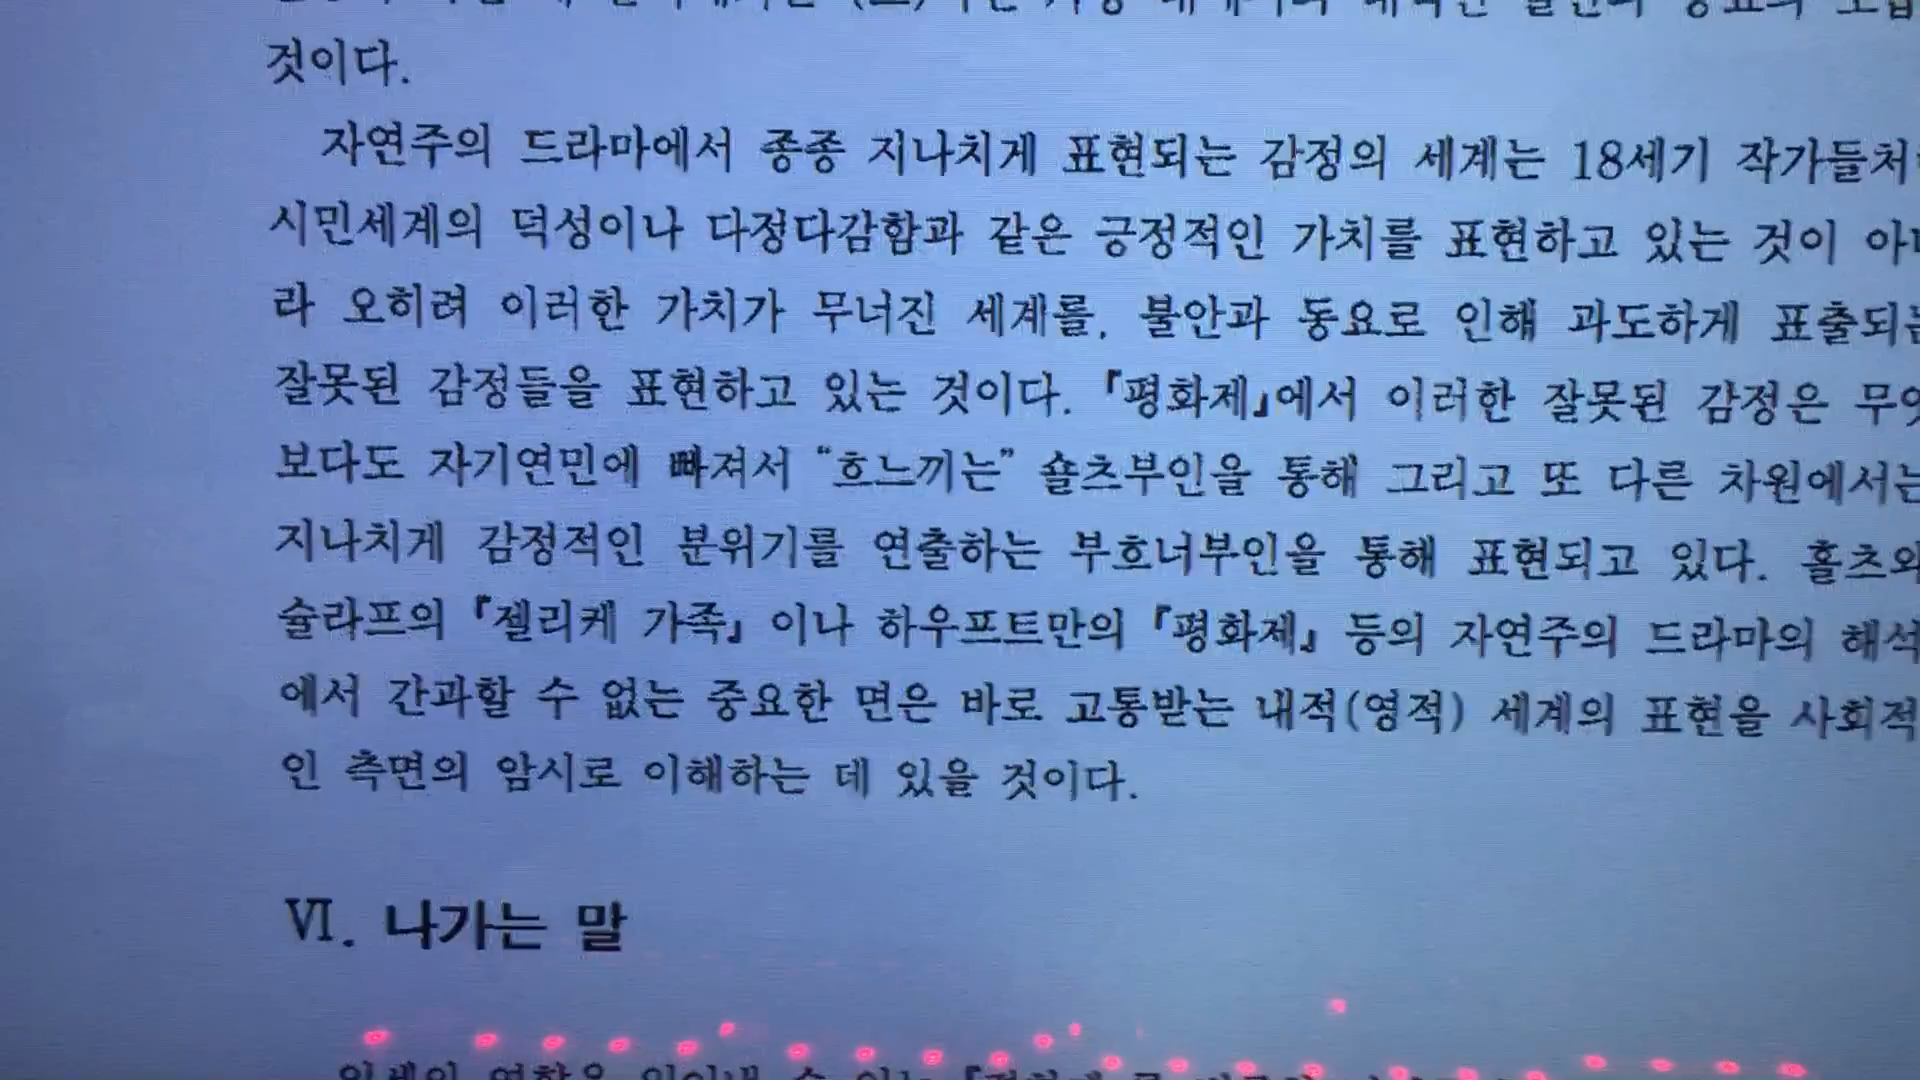 것이다.
자연주의 드라마에서 종종 지나치게 표현되는 감정의 세계는 18세기
시민세계의 덕성이나 다정다감함과 같은 긍정적인 가치를 표현하고 있는 것이
라 오히려 이러한 가치가 무너진 세계를, 불안과 동요로 인해 과도하게
잘못된 감정들을 표현하고 있는 것이다. 『평화제』에서 이러한 잘못된 감정은
보다도 자기연민에 빠져서 “흐느끼는” 숄츠부인을 통해 그리고 또 다른 차원에서는
지나치게 감정적인 분위기를 연출하는 부호너부인을 통해 표현되고 있다. 홀츠와
슐라프의 『젤리케 가족』이나 하우프트만의 『평화제』 등의 자연주의 드라마의 해석
에서 간과할 수 없는 중요한 면은 바로 고통받는 내적(영적) 세계의 표현을 사회적
인 측면의 암시로 이해하는 데 있을 것이다.
Ⅵ. 나가는 말